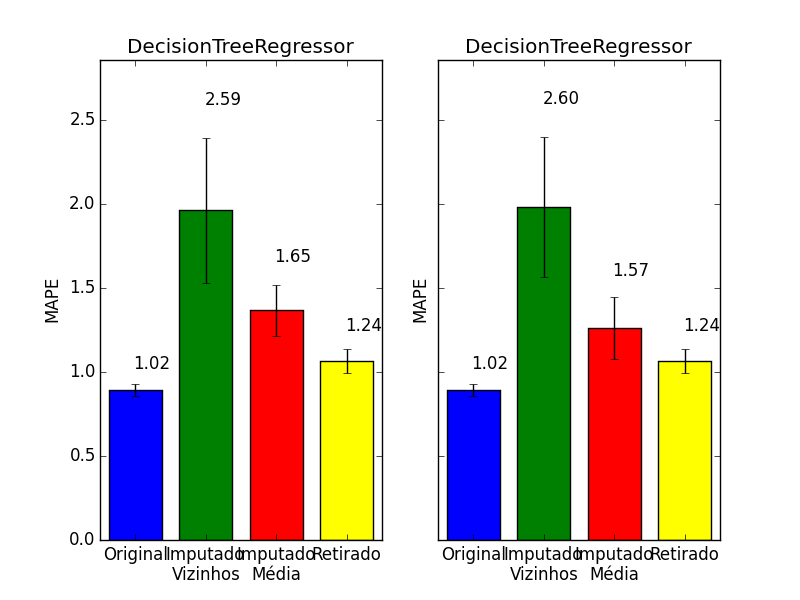 DecisionTreeRegressor
MAPE
2.5
2.0
1.5
1.0
0.5
0.0
2.59
1.65
1.24
1.02
Original Imputado Imputado Retirado
Vizinhos Média
DecisionTreeRegressor
MAPE
2.60
1.57
1.24
1.02
Original Imputado Imputado Retirado
Vizinhos Média